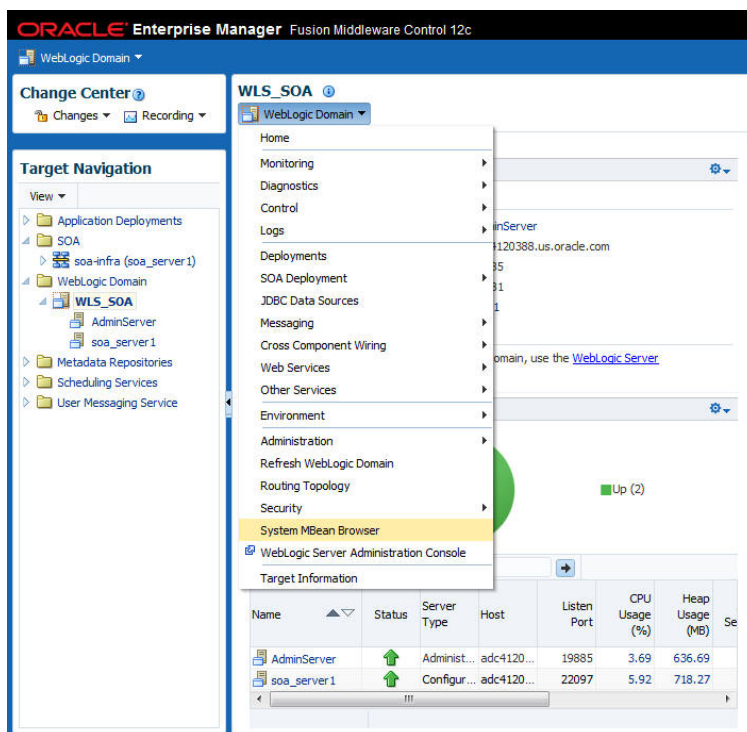 ORACLE Enterprise Manager Fusion Middleware Control 12c
WebLogic Domain
Change Center
Changes Recording
Target Navigation
View
Application Deployments
SOA
soa-infra (soa_server1)
WebLogic Domain
WLS_SOA
AdminServer
soa_server1
Metadata Repositories
Scheduling Services
User Messaging Service
WLS_SOA
WebLogic Domain
Home
Monitoring
Diagnostics
Control
Logs
Deployments
SOA Deployment
JDBC Data Sources
Messaging
Cross Component Wiring
Web Services
Other Services
Environment
Administration
Refresh WebLogic Domain
Routing Topology
Security
System MBean Browser
WebLogic Server Administration Console
Target Information
inServer
4120388.us.oracle.com
35
31
1
omain, use the WebLogic Server
Up (2)
Name Status Server Type Host Listen Port CPU Usage (%) Heap Usage (MB) Se
AdminServer Administ... adc4120... 19885 3.69 636.69
soa_server1 Configur... adc4120... 22097 5.92 718.27